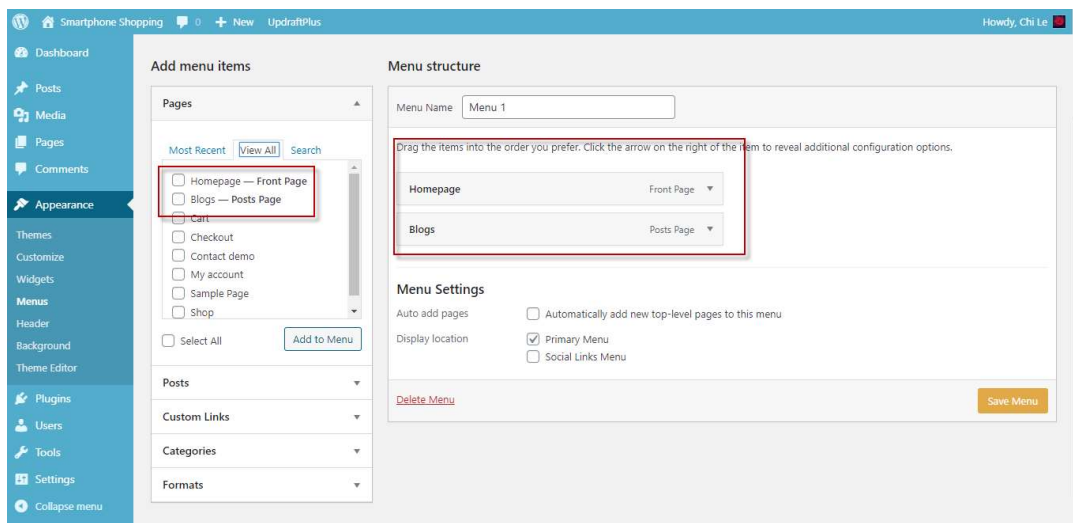 Smartphone Shopping 0 + New UpdraftPlus Howdy, Chi Le
Dashboard
Posts
Media
Pages
Comments
Appearance
Themes
Customize
Widgets
Menus
Header
Background
Theme Editor
Plugins
Users
Tools
Settings
Collapse menu
Add menu items
Pages
Most Recent View All Search
Homepage — Front Page
Blogs — Posts Page
Cart
Checkout
Contact demo
My account
Sample Page
Shop
Select All Add to Menu
Posts
Custom Links
Categories
Formats
Menu structure
Menu Name Menu 1
Drag the items into the order you prefer. Click the arrow on the right of the item to reveal additional configuration options.
Homepage Front Page
Blogs Posts Page
Menu Settings
Auto add pages Automatically add new top-level pages to this menu
Display location Primary Menu
Social Links Menu
Delete Menu Save Menu